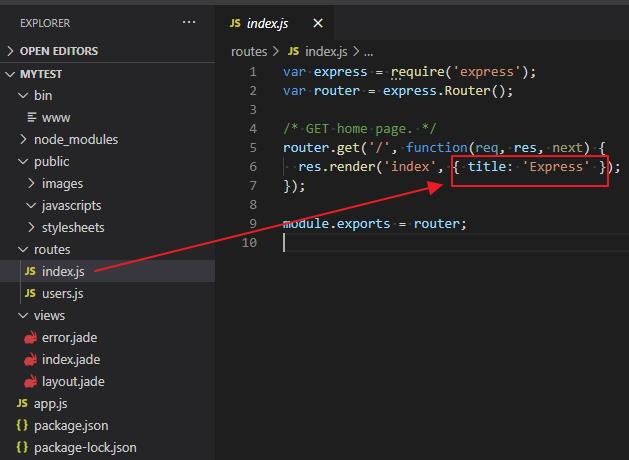 EXPLORER
...
OPEN EDITORS
MYTEST
bin
www
node_modules
public
images
javascripts
stylesheets
routes
JS index.js
JS users.js
views
error.jade
index.jade
layout.jade
JS app.js
{} package.json
{} package-lock.json
JS index.js ×
routes > JS index.js > ...
1 var express = require('express');
2 var router = express.Router();
3
4 /* GET home page. */
5 router.get('/', function(req, res, next) {
6   res.render('index', { title: 'Express' });
7 });
8
9 module.exports = router;
10